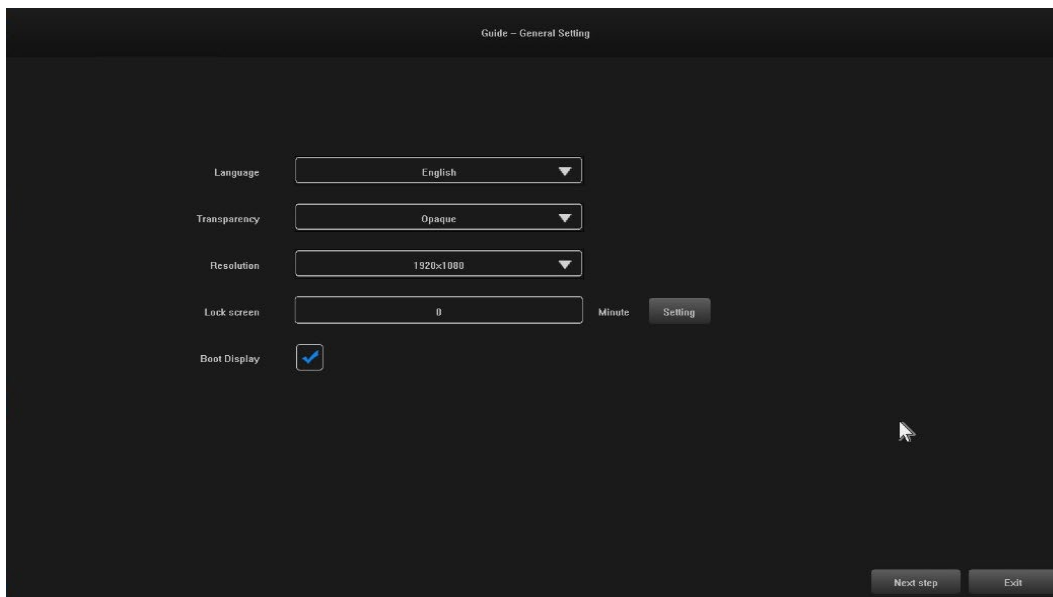 Guide – General Setting
Language English
Transparency Opaque
Resolution 1920x1080
Lock screen 0 Minute Setting
Boot Display
Next step Exit